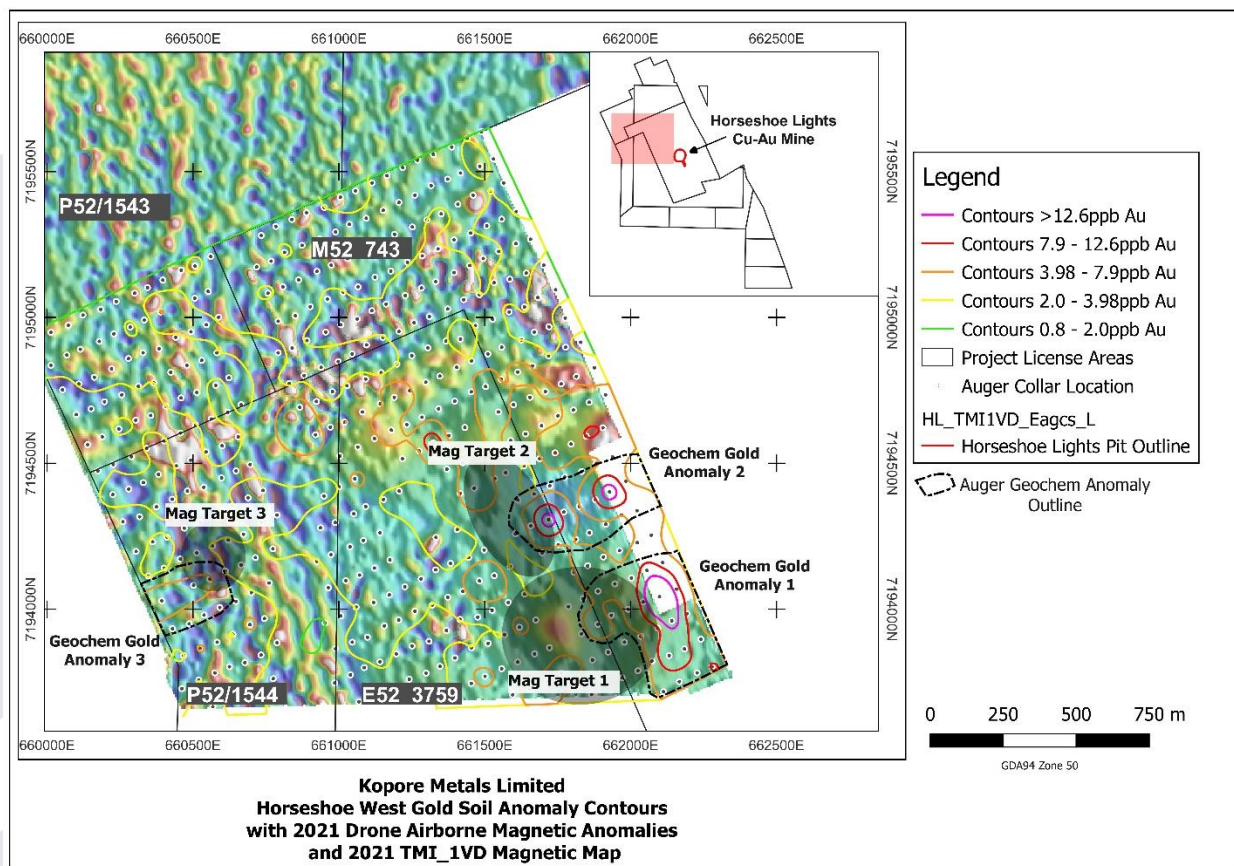 660000E 660500E 661000E 661500E 662000E 662500E
7195500N
7195000N
7194500N
7194000N
P52/1543
M52_743
Horseshoe Lights
Cu-Au Mine
Mag Target 2
Geochem Gold
Anomaly 2
Mag Target 3
Geochem Gold
Anomaly 1
Geochem Gold
Anomaly 3
Mag Target 1
P52/1544
E52_3759
7195500N
7195000N
7194500N
7194000N
660000E 660500E 661000E 661500E 662000E 662500E
Legend
Contours >12.6ppb Au
Contours 7.9 - 12.6ppb Au
Contours 3.98 - 7.9ppb Au
Contours 2.0 - 3.98ppb Au
Contours 0.8 - 2.0ppb Au
Project License Areas
Auger Collar Location
HL_TMI1VD_Eagcs_L
Horseshoe Lights Pit Outline
Auger Geochem Anomaly
Outline
0 250 500 750 m
GDA94 Zone 50
Kopore Metals Limited
Horseshoe West Gold Soil Anomaly Contours
with 2021 Drone Airborne Magnetic Anomalies
and 2021 TMI_1VD Magnetic Map